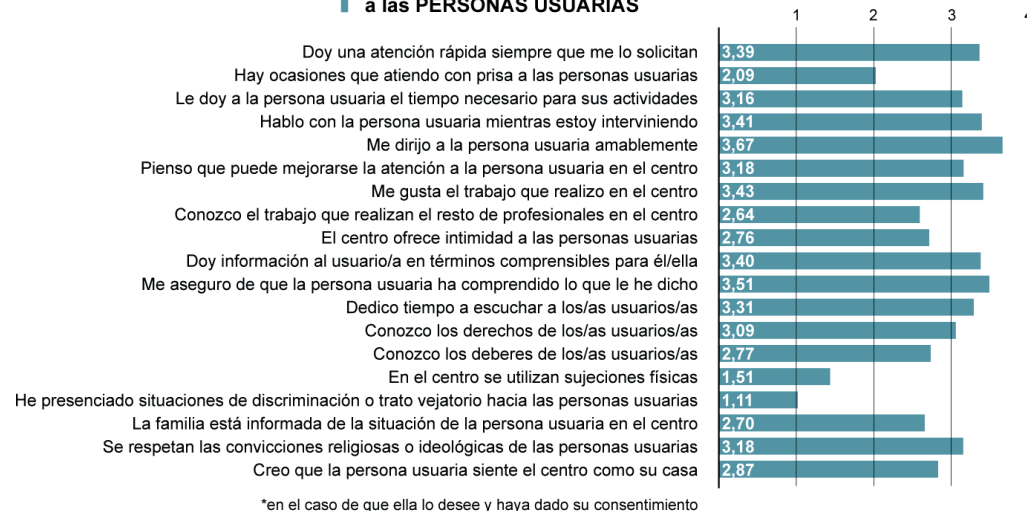 a las PERSONAS USUARIAS
1 2 3 4
Doy una atención rápida siempre que me lo solicitan 3,39
Hay ocasiones que atiendo con prisa a las personas usuarias 2,09
Le doy a la persona usuaria el tiempo necesario para sus actividades 3,16
Hablo con la persona usuaria mientras estoy interviniendo 3,41
Me dirijo a la persona usuaria amablemente 3,67
Pienso que puede mejorarse la atención a la persona usuaria en el centro 3,18
Me gusta el trabajo que realizo en el centro 3,43
Conozco el trabajo que realizan el resto de profesionales en el centro 2,64
El centro ofrece intimidad a las personas usuarias 2,76
Doy información al usuario/a en términos comprensibles para él/ella 3,40
Me aseguro de que la persona usuaria ha comprendido lo que le he dicho 3,51
Dedico tiempo a escuchar a los/as usuarios/as 3,31
Conozco los derechos de los/as usuarios/as 3,09
Conozco los deberes de los/as usuarios/as 2,77
En el centro se utilizan sujeciones físicas 1,51
He presenciado situaciones de discriminación o trato vejatorio hacia las personas usuarias 1,11
La familia está informada de la situación de la persona usuaria en el centro 2,70
Se respetan las convicciones religiosas o ideológicas de las personas usuarias 3,18
Creo que la persona usuaria siente el centro como su casa 2,87
*en el caso de que ella lo desee y haya dado su consentimiento